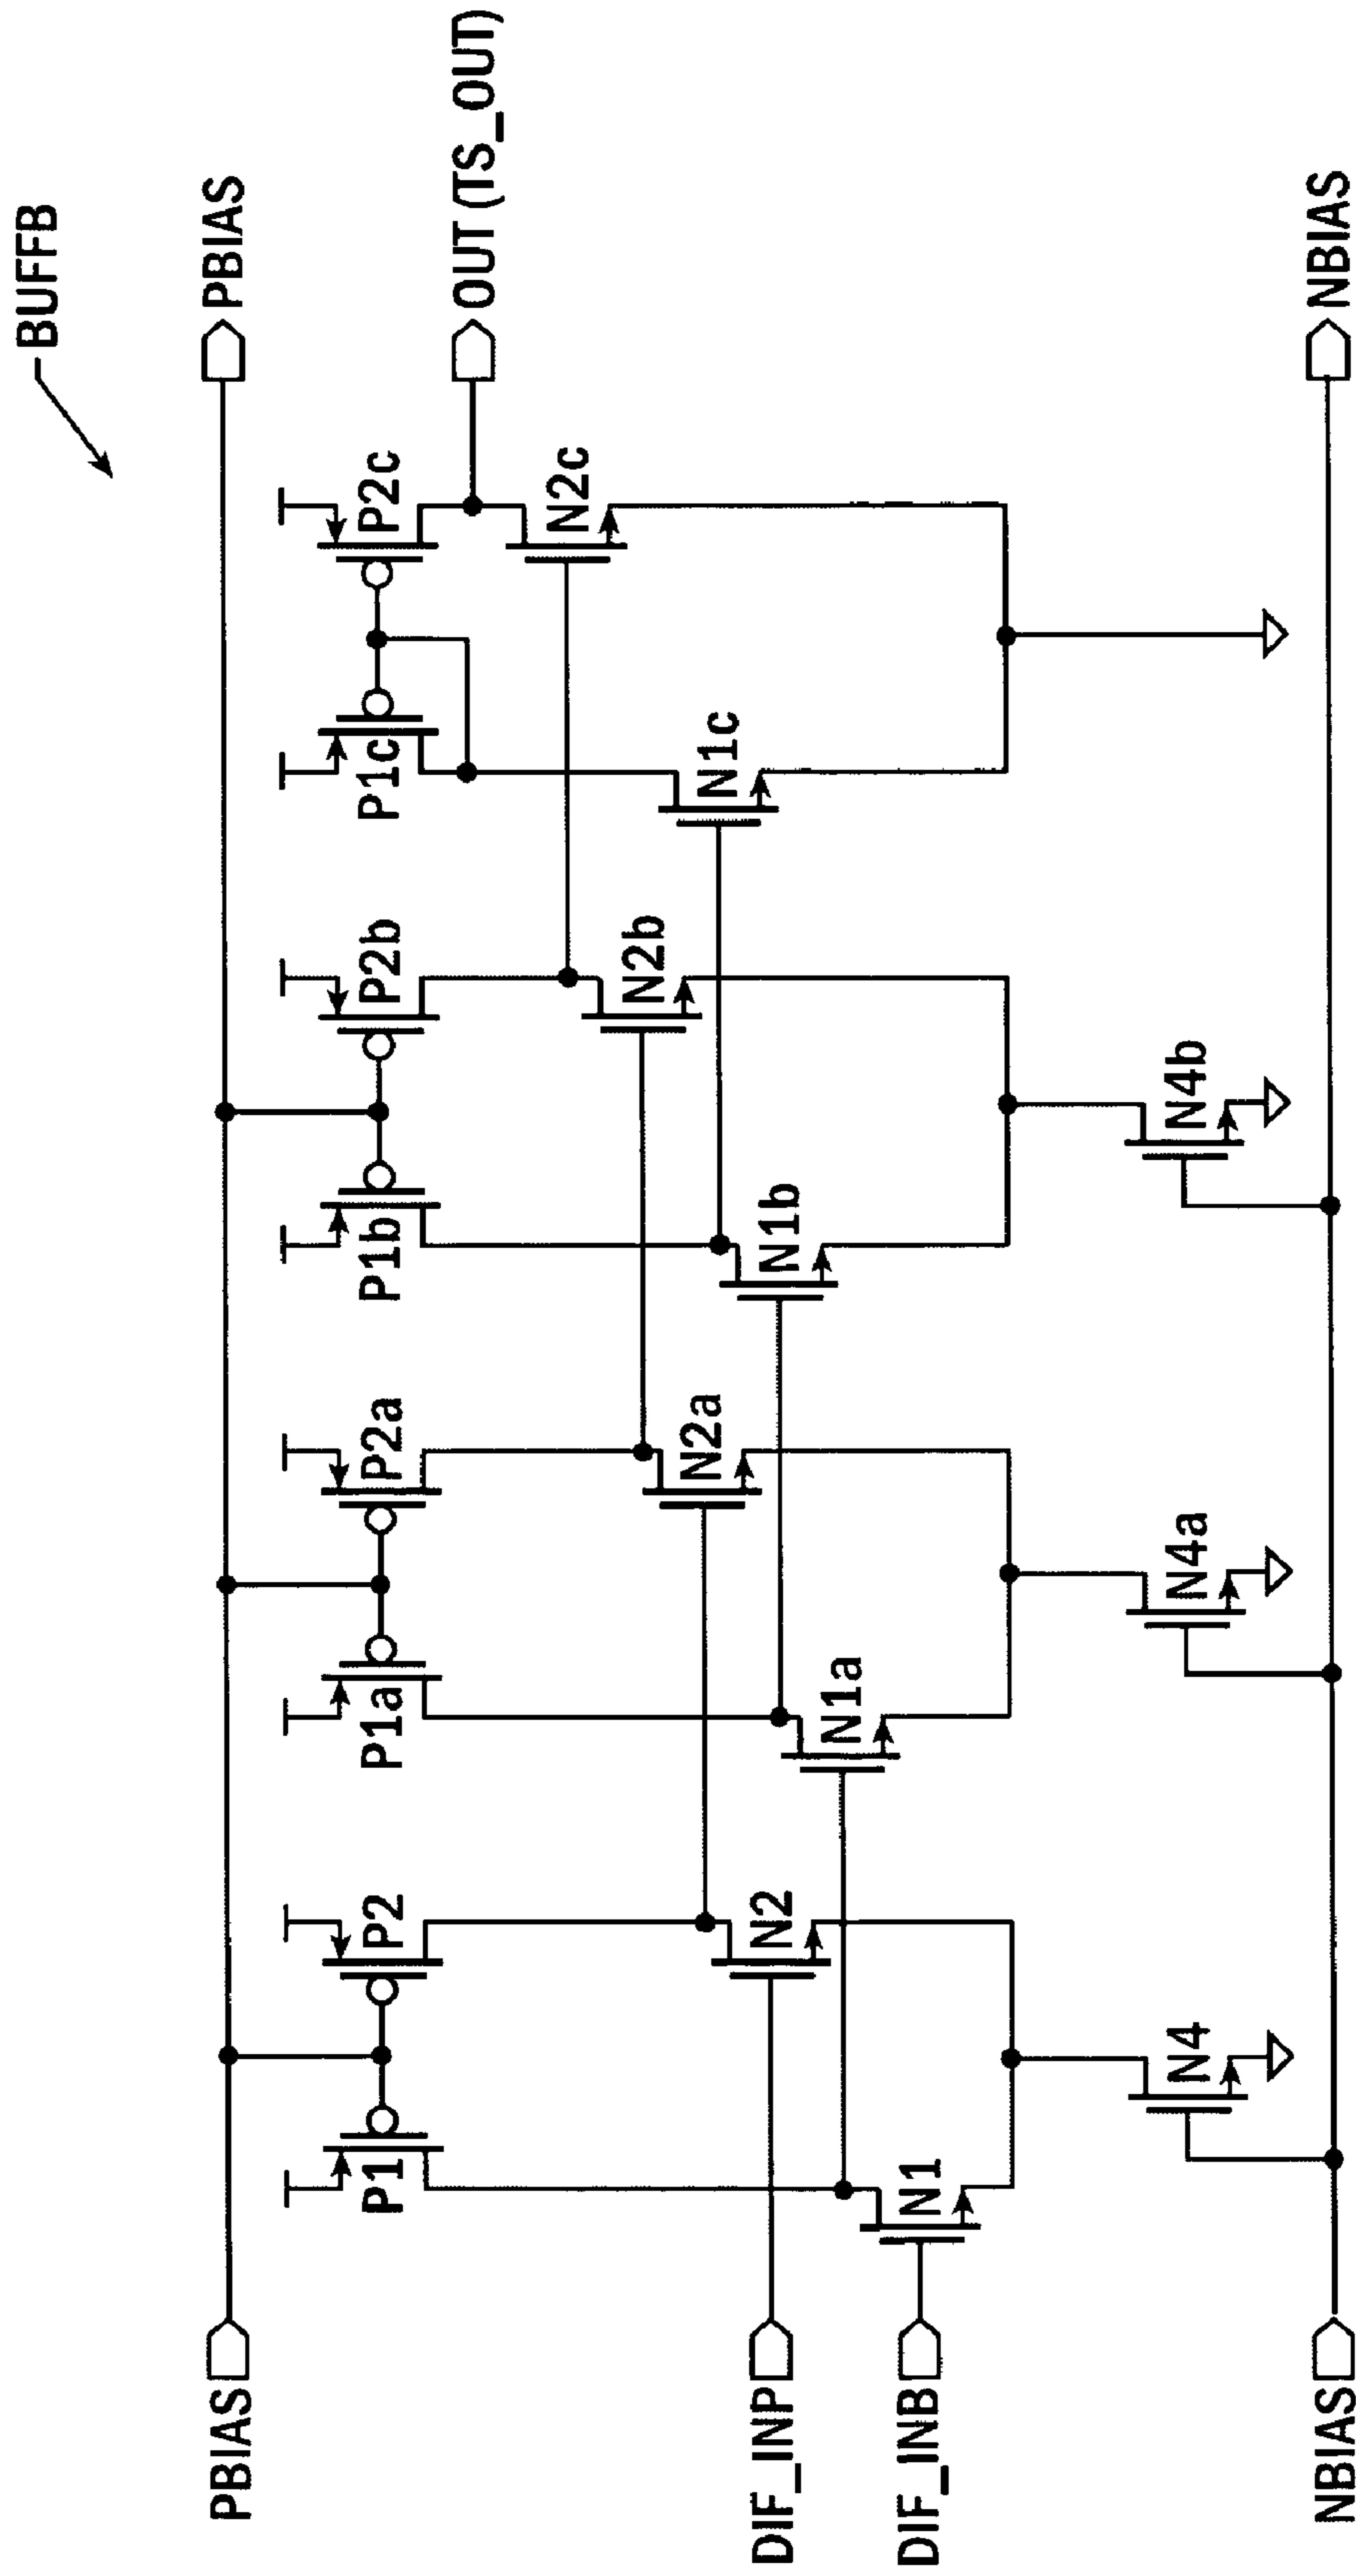 BUFFB
PBIAS
PBIAS
OUT (TS_OUT)
P1
P2
P1a
P2a
P1b
P2b
P1c
P2c
N2c
N2b
N2a
N2
N1c
N1b
N1a
N1
DIF_INP
DIF_INB
N4
N4a
N4b
NBIAS
NBIAS